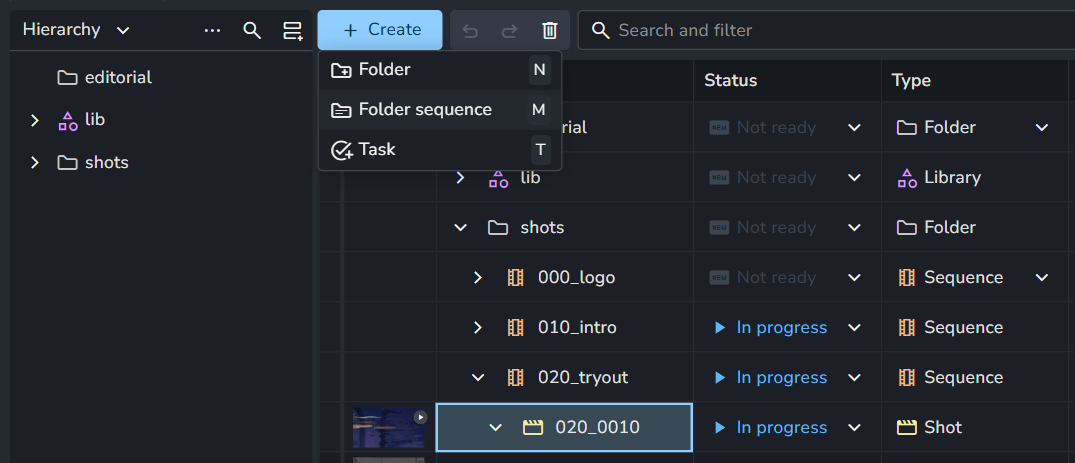 Hierarchy
Create
Search and filter
editorial
lib
shots
Folder N
Folder sequence M
Task T
Status Type
rial Not ready Folder
lib Not ready Library
shots Not ready Folder
000_logo Not ready Sequence
010_intro In progress Sequence
020_tryout In progress Sequence
020_0010 In progress Shot